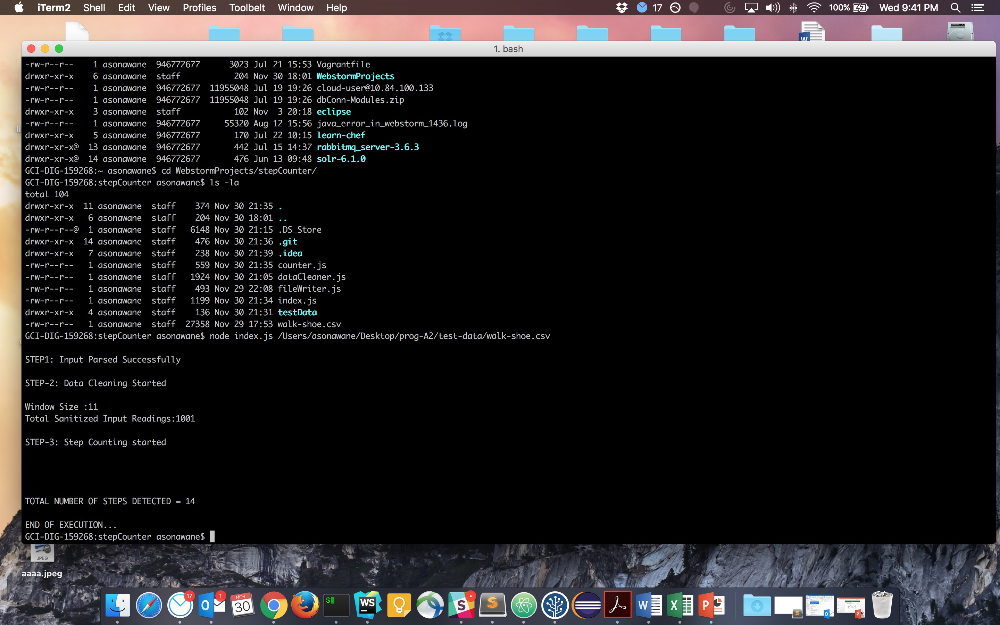 iTerm2 Shell Edit View Profiles Toolbelt Window Help 17 100% Wed 9:41 PM
W
1. bash
-rw-r--r--    1 asonawane  946772677      3023 Jul 21 15:53 Vagrantfile
drwxr-xr-x    6 asonawane  staff           204 Nov 30 18:01 WebstormProjects
-rw-r--r--    1 asonawane  946772677  11955048 Jul 19 19:26 cloud-user@10.84.100.133
-rw-r--r--    1 asonawane  946772677  11955048 Jul 19 19:26 dbConn-Modules.zip
drwxr-xr-x    3 asonawane  staff           102 Nov  3 20:18 eclipse
-rw-r--r--    1 asonawane  946772677     55320 Aug 12 15:56 java_error_in_webstorm_1436.log
drwxr-xr-x    5 asonawane  946772677       170 Jul 22 10:15 learn-chef
drwxr-xr-x@  13 asonawane  946772677       442 Jul 15 14:37 rabbitmq_server-3.6.3
drwxr-xr-x@  14 asonawane  946772677       476 Jun 13 09:48 solr-6.1.0
GCI-DIG-159268:~ asonawane$ cd WebstormProjects/stepCounter/
GCI-DIG-159268:stepCounter asonawane$ ls -la
total 104
drwxr-xr-x  11 asonawane  staff    374 Nov 30 21:35 .
drwxr-xr-x   6 asonawane  staff    204 Nov 30 18:01 ..
-rw-r--r--@  1 asonawane  staff   6148 Nov 30 21:15 .DS_Store
drwxr-xr-x  14 asonawane  staff    476 Nov 30 21:36 .git
drwxr-xr-x   7 asonawane  staff    238 Nov 30 21:39 .idea
-rw-r--r--   1 asonawane  staff    559 Nov 30 21:35 counter.js
-rw-r--r--   1 asonawane  staff   1924 Nov 30 21:05 dataCleaner.js
-rw-r--r--   1 asonawane  staff    493 Nov 29 22:08 fileWriter.js
-rw-r--r--   1 asonawane  staff   1199 Nov 30 21:34 index.js
drwxr-xr-x   4 asonawane  staff    136 Nov 30 21:31 testData
-rw-r--r--   1 asonawane  staff  27358 Nov 29 17:53 walk-shoe.csv
GCI-DIG-159268:stepCounter asonawane$ node index.js /Users/asonawane/Desktop/prog-A2/test-data/walk-shoe.csv
STEP1: Input Parsed Successfully
STEP-2: Data Cleaning Started
Window Size :11
Total Sanitized Input Readings:1001
STEP-3: Step Counting started
TOTAL NUMBER OF STEPS DETECTED = 14
END OF EXECUTION...
GCI-DIG-159268:stepCounter asonawane$
JPEG
aaaa.jpeg
17 1 NOV 30 $ WS S S W X P